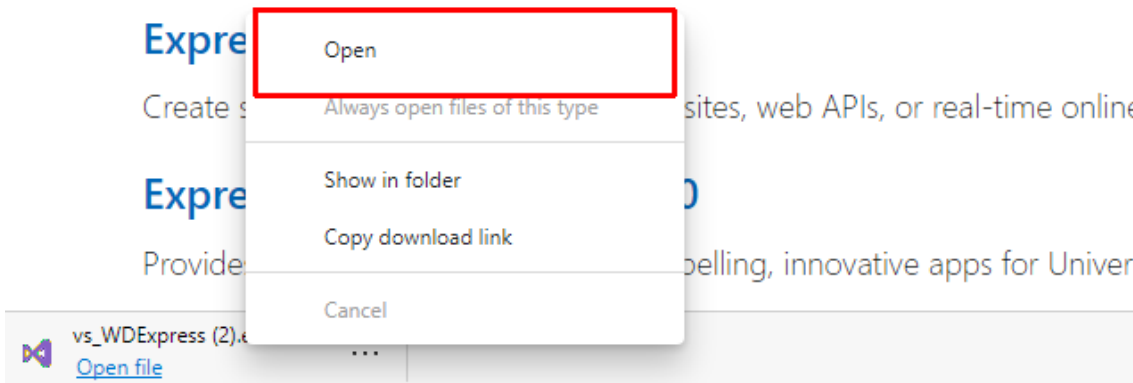 Expre
Open
Create s
Always open files of this type
sites, web APIs, or real-time online
Show in folder
Expre
0
Copy download link
Provide
pelling, innovative apps for Univer
Cancel
vs_WDExpress (2).e
...
Open file